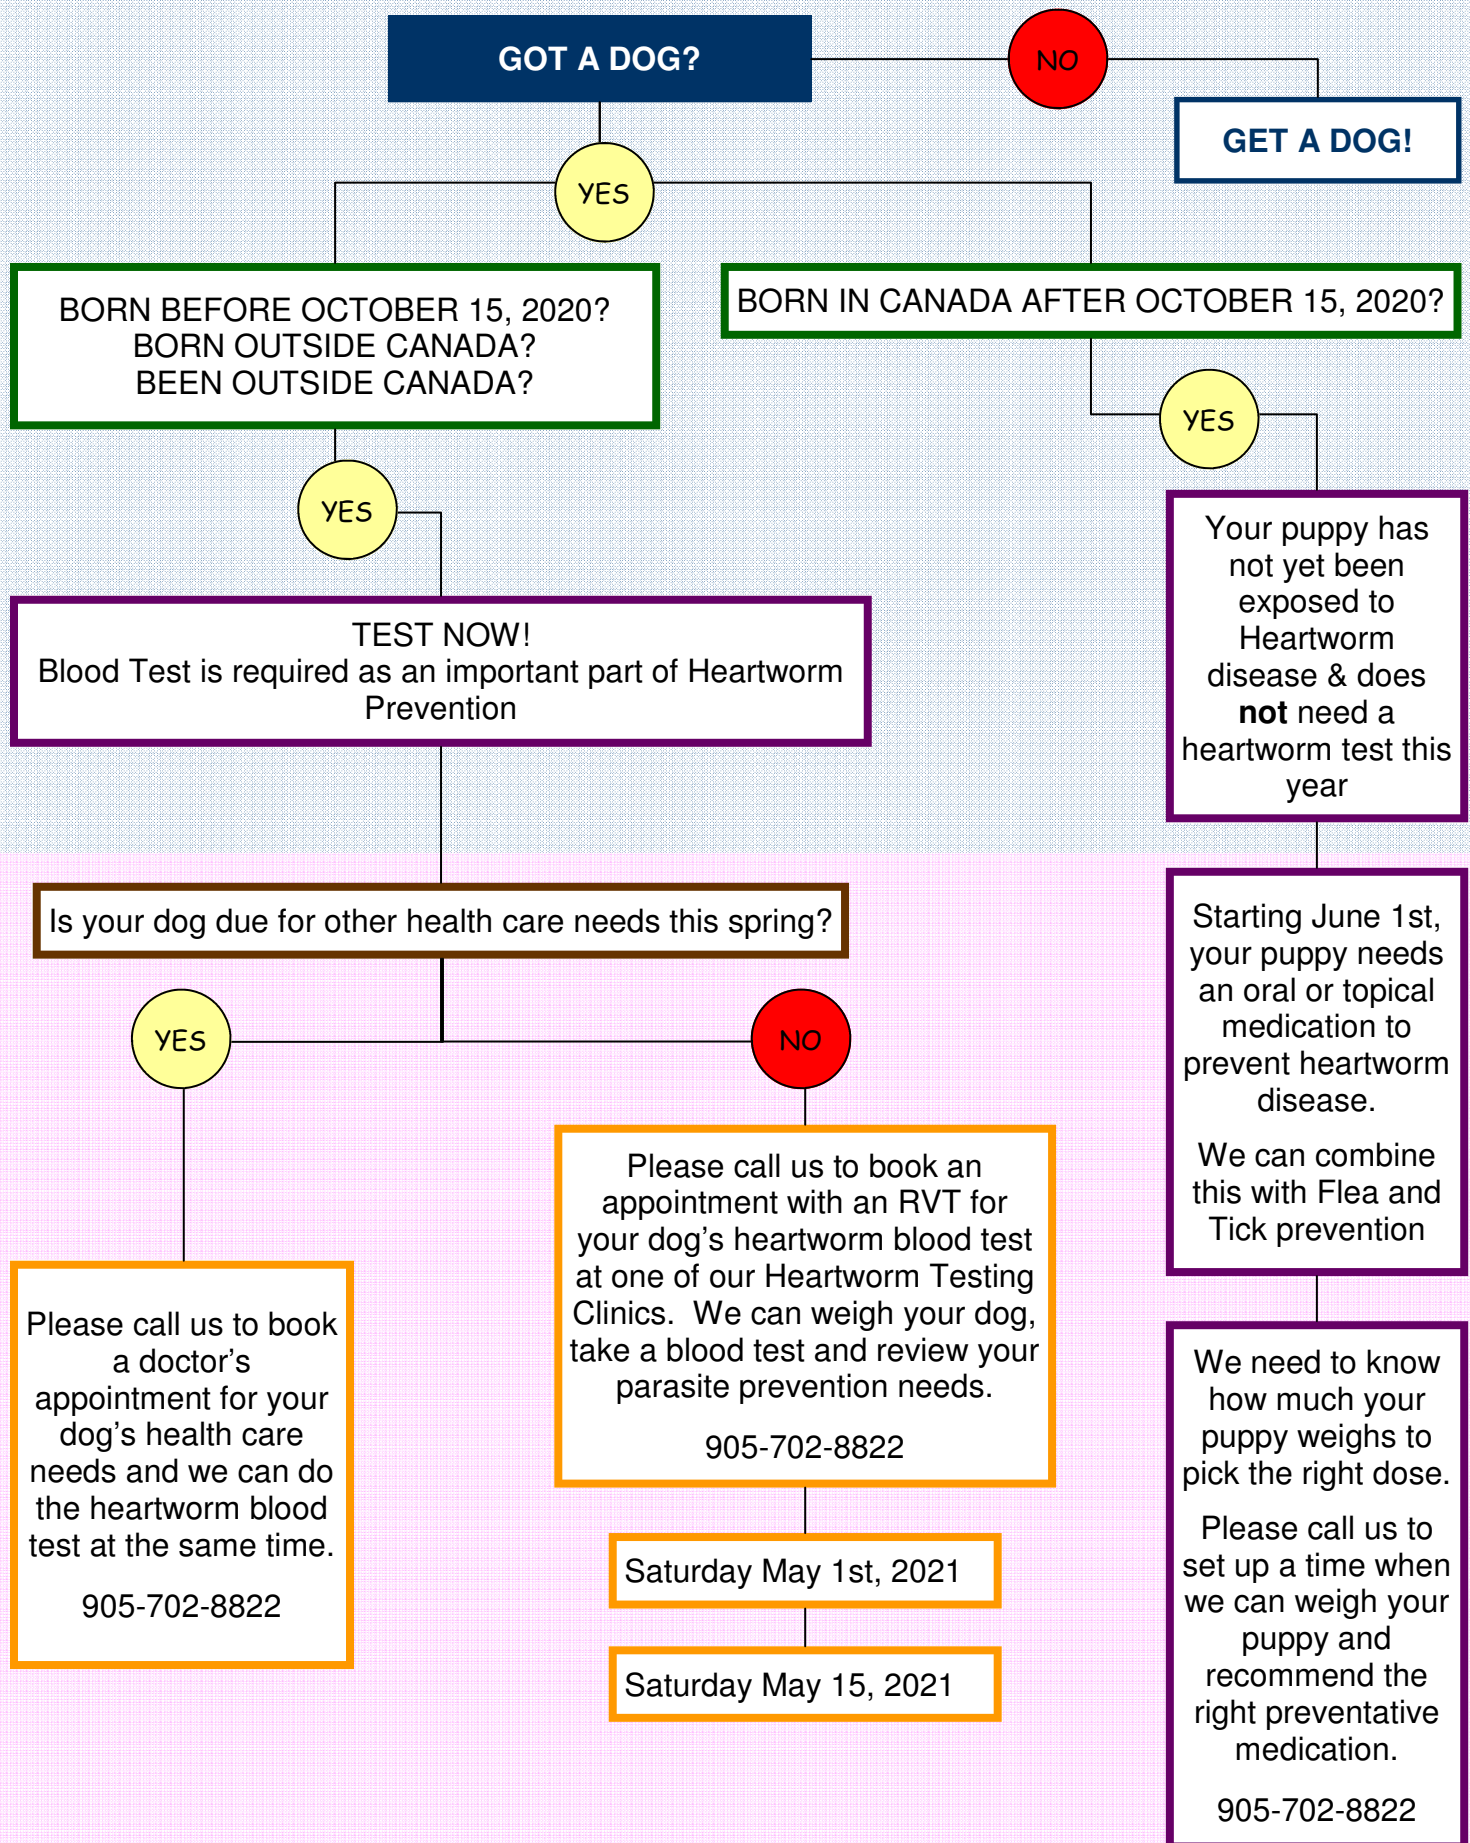 GOT A DOG?
NO
GET A DOG!
YES
BORN BEFORE OCTOBER 15, 2020?
BORN OUTSIDE CANADA?
BEEN OUTSIDE CANADA?
BORN IN CANADA AFTER OCTOBER 15, 2020?
YES
YES
TEST NOW!
Blood Test is required as an important part of Heartworm
Prevention
Your puppy has
not yet been
exposed to
Heartworm
disease & does
not need a
heartworm test this
year
Is your dog due for other health care needs this spring?
YES
NO
Please call us to book
a doctor's
appointment for your
dog's health care
needs and we can do
the heartworm blood
test at the same time.
905-702-8822
Please call us to book an
appointment with an RVT for
your dog's heartworm blood test
at one of our Heartworm Testing
Clinics.  We can weigh your dog,
take a blood test and review your
parasite prevention needs.
905-702-8822
Saturday May 1st, 2021
Saturday May 15, 2021
Starting June 1st,
your puppy needs
an oral or topical
medication to
prevent heartworm
disease.
We can combine
this with Flea and
Tick prevention
We need to know
how much your
puppy weighs to
pick the right dose.
Please call us to
set up a time when
we can weigh your
puppy and
recommend the
right preventative
medication.
905-702-8822